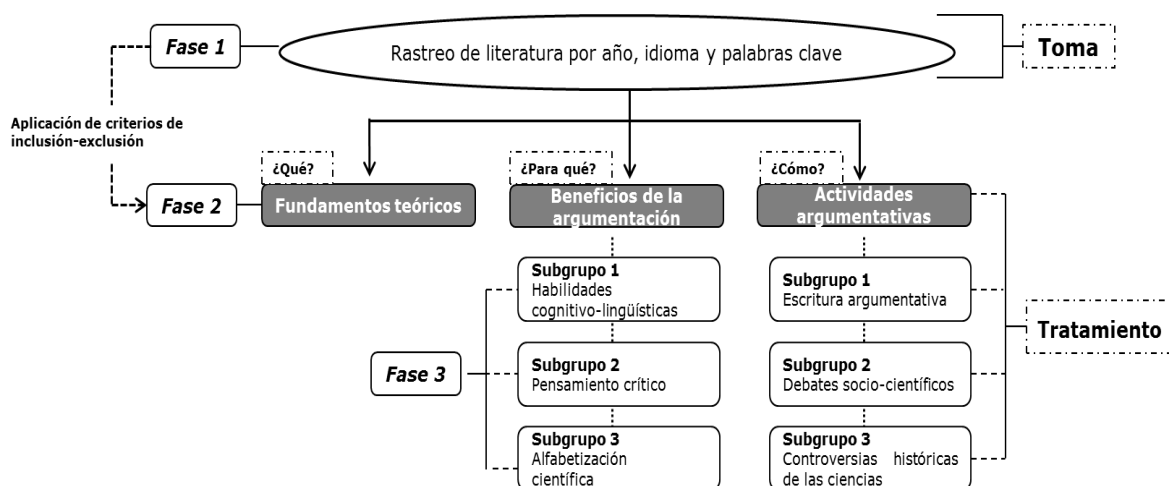 Fase 1
Rastreo de literatura por año, idioma y palabras clave
Toma
Aplicación de criterios de
inclusión-exclusión
¿Qué?
¿Para qué?
¿Cómo?
Fase 2
Fundamentos teóricos
Beneficios de la
argumentación
Actividades
argumentativas
Subgrupo 1
Habilidades
cognitivo-lingüísticas
Subgrupo 1
Escritura argumentativa
Tratamiento
Fase 3
Subgrupo 2
Pensamiento crítico
Subgrupo 2
Debates socio-científicos
Subgrupo 3
Alfabetización
científica
Subgrupo 3
Controversias históricas
de las ciencias